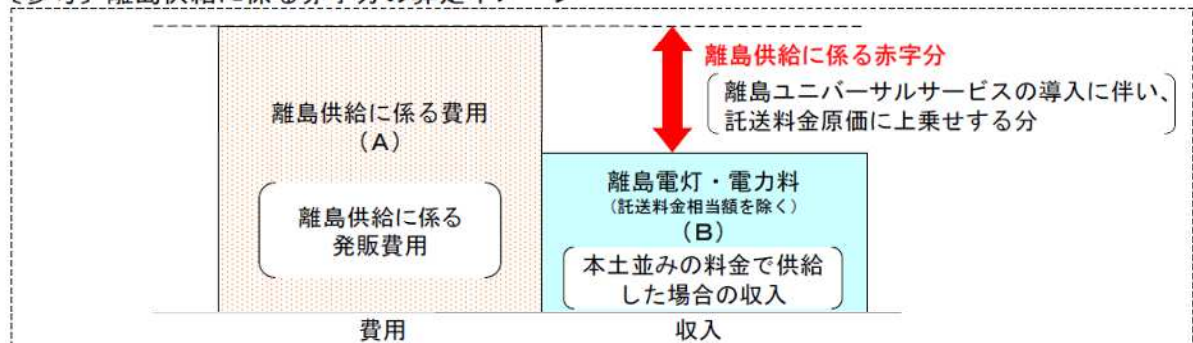 離島供給に係る赤字分
離島ユニバーサルサービスの導入に伴い、
託送料金原価に上乗せする分
離島供給に係る費用
（A）
離島供給に係る
発販費用
離島電灯・電力料
（託送料金相当額を除く）
（B）
本土並みの料金で供給
した場合の収入
費用
収入